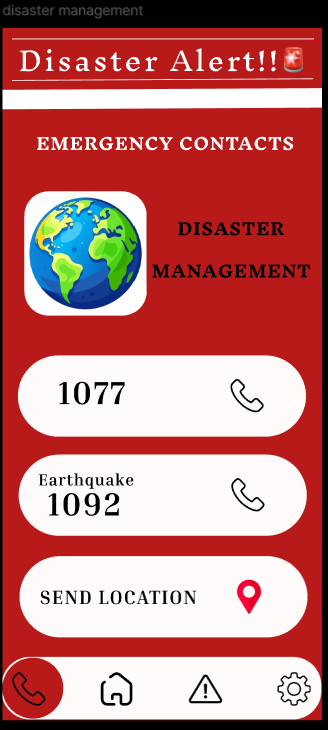 disaster management
Disaster Alert!!🚨
EMERGENCY CONTACTS
DISASTER
MANAGEMENT
1077
Earthquake
1092
SEND LOCATION